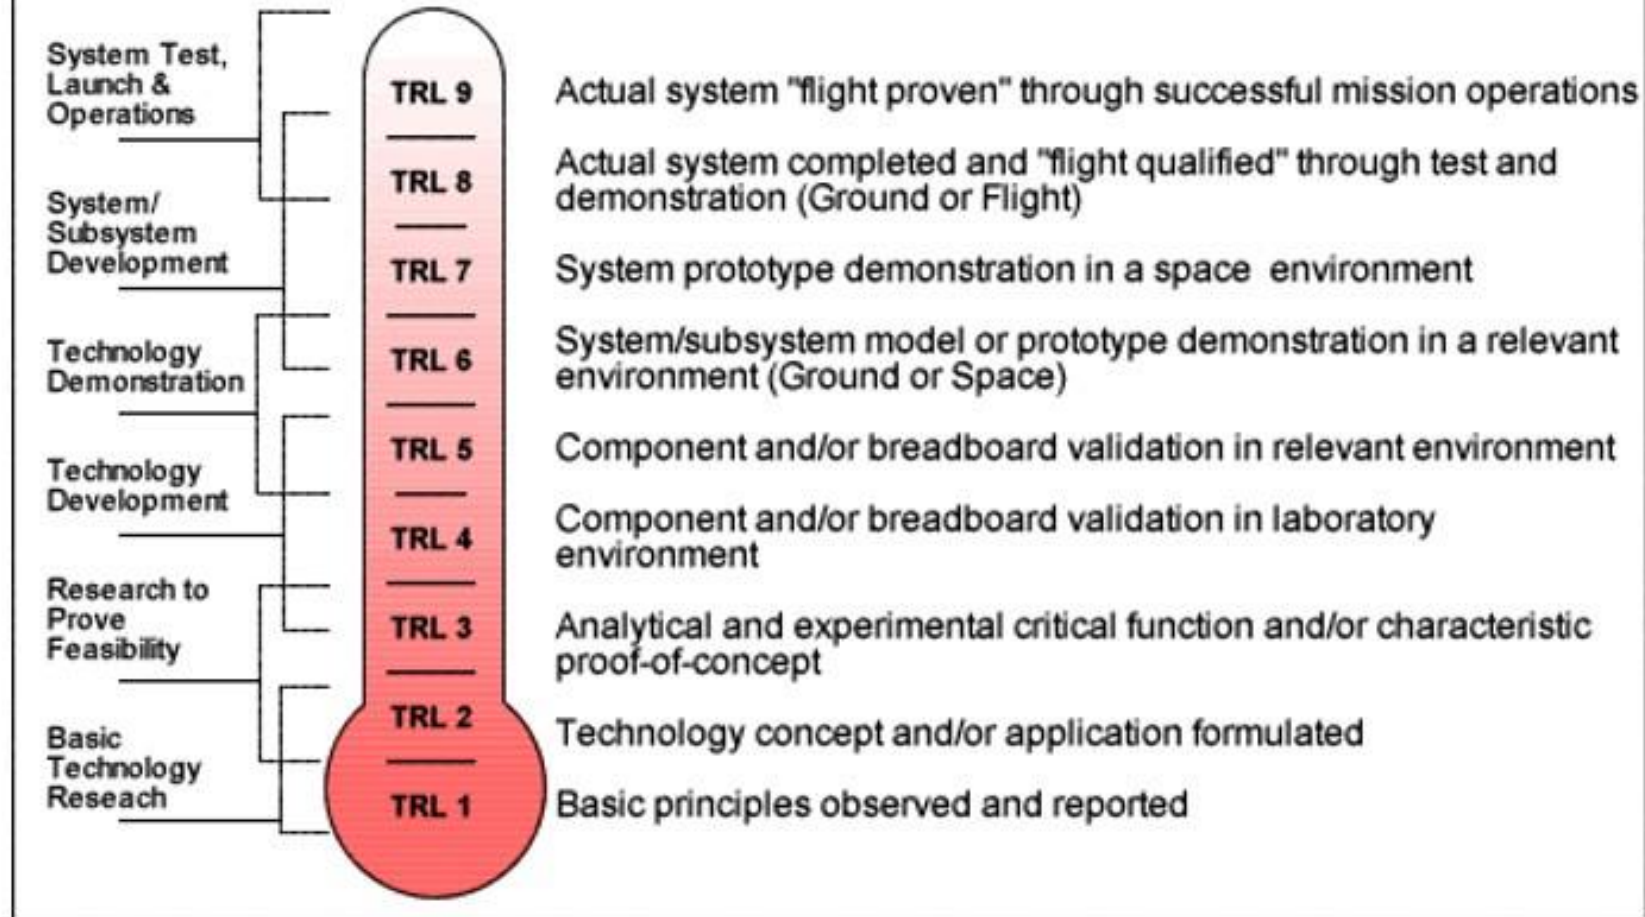 System Test,
Launch &
Operations
System/
Subsystem
Development
Technology
Demonstration
Technology
Development
Research to
Prove
Feasibility
Basic
Technology
Reseach
TRL 9
Actual system "flight proven" through successful mission operations
TRL 8
Actual system completed and "flight qualified" through test and
demonstration (Ground or Flight)
TRL 7
System prototype demonstration in a space environment
TRL 6
System/subsystem model or prototype demonstration in a relevant
environment (Ground or Space)
TRL 5
Component and/or breadboard validation in relevant environment
TRL 4
Component and/or breadboard validation in laboratory
environment
TRL 3
Analytical and experimental critical function and/or characteristic
proof-of-concept
TRL 2
Technology concept and/or application formulated
TRL 1
Basic principles observed and reported